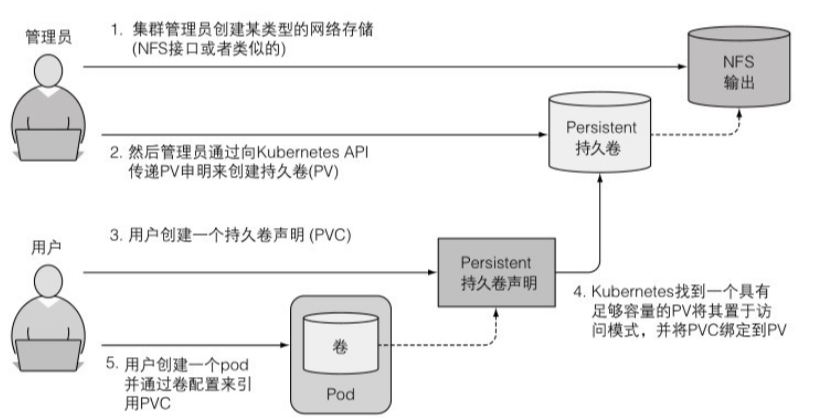 管理员
1. 集群管理员创建某类型的网络存储
(NFS接口或者类似的)
NFS
输出
Persistent
持久卷
2. 然后管理员通过向Kubernetes API
传递PV申明来创建持久卷(PV)
3. 用户创建一个持久卷声明 (PVC)
用户
Persistent
持久卷声明
4. Kubernetes找到一个具有
足够容量的PV将其置于访
问模式，并将PVC绑定到PV
卷
Pod
5. 用户创建一个pod
并通过卷配置来引
用PVC